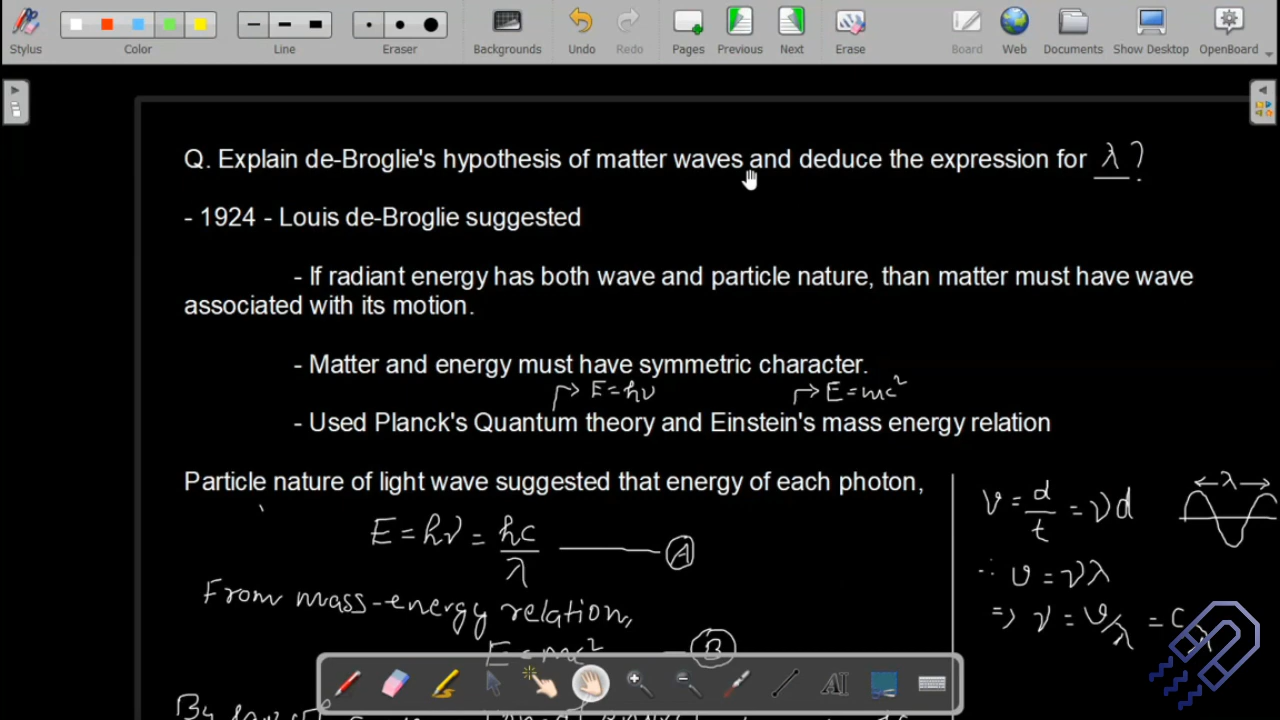 Stylus Color Line Eraser Backgrounds Undo Redo Pages Previous Next Erase Board Web Documents Show Desktop OpenBoard
Q. Explain de-Broglie's hypothesis of matter waves and deduce the expression for λ?
- 1924 - Louis de-Broglie suggested
- If radiant energy has both wave and particle nature, than matter must have wave
associated with its motion.
- Matter and energy must have symmetric character.
→ E=hν → E=mc²
- Used Planck's Quantum theory and Einstein's mass energy relation
Particle nature of light wave suggested that energy of each photon,
E = hν = hc/λ — A
From mass-energy relation,
E = mc² — B
λ
v = d/t = νd
∴ v = νλ
⇒ ν = v/λ = c/λ
AI